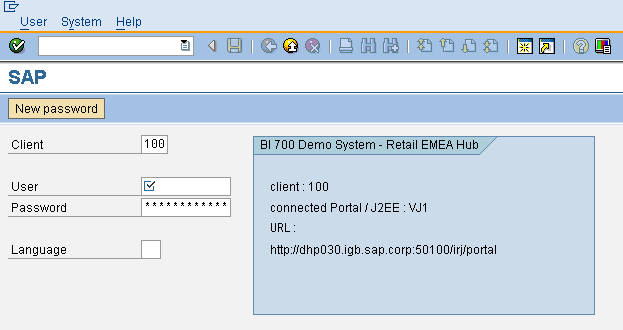 User System Help
SAP
New password
Client 100
BI 700 Demo System - Retail EMEA Hub
User
client : 100
Password ************
connected Portal / J2EE : VJ1
URL :
Language
http://dhp030.igb.sap.corp:50100/irj/portal